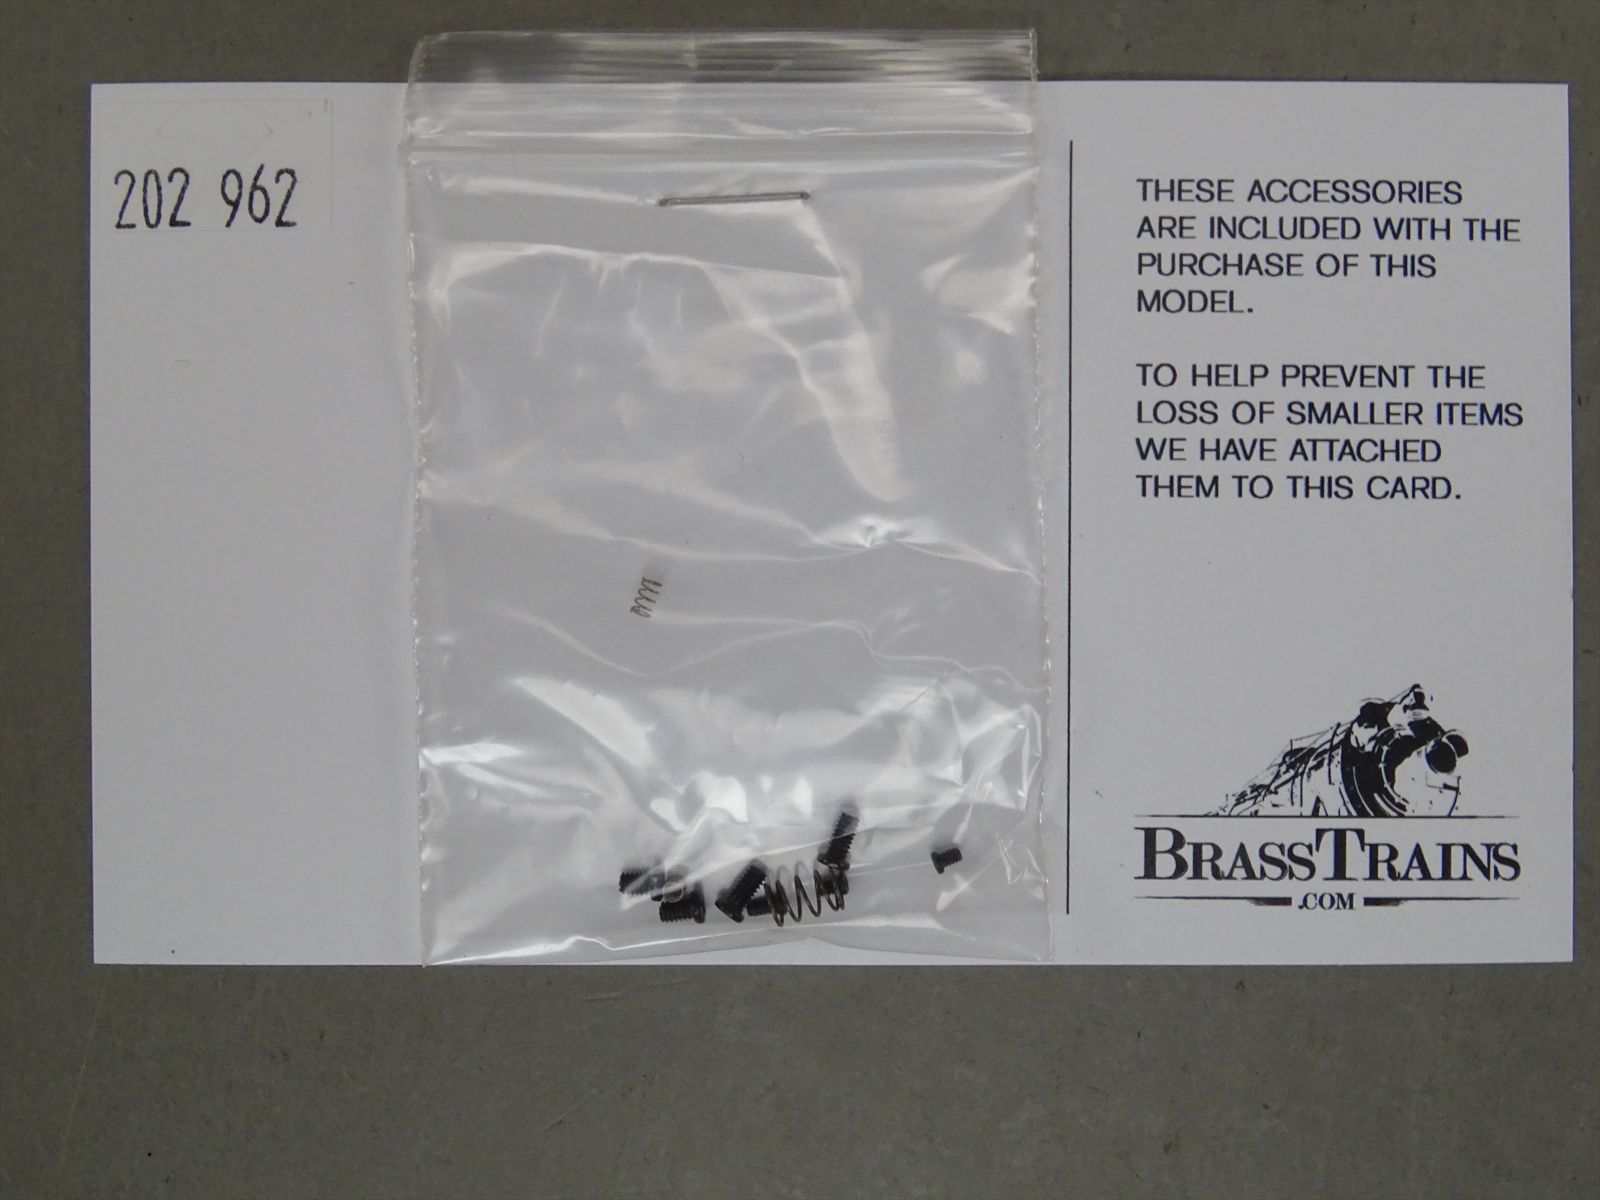 202 962
THESE ACCESSORIES
ARE INCLUDED WITH THE
PURCHASE OF THIS
MODEL.
TO HELP PREVENT THE
LOSS OF SMALLER ITEMS
WE HAVE ATTACHED
THEM TO THIS CARD.
BRASSTRAINS
.COM